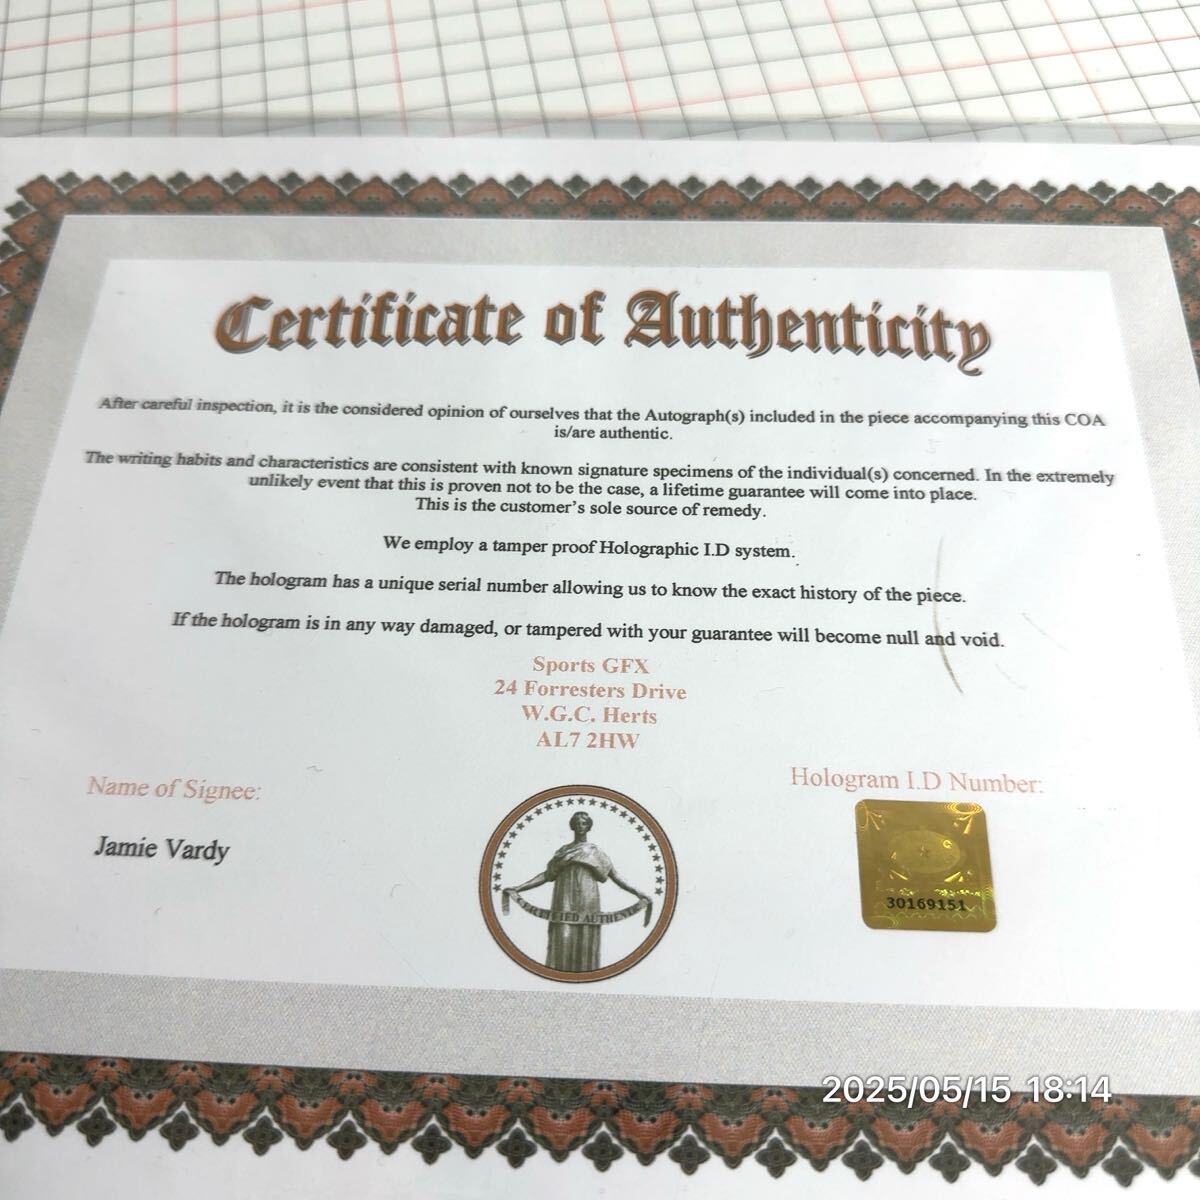 Certificate of Authenticity
After careful inspection, it is the considered opinion of ourselves that the Autograph(s) included in the piece accompanying this COA
is/are authentic.
The writing habits and characteristics are consistent with known signature specimens of the individual(s) concerned. In the extremely
unlikely event that this is proven not to be the case, a lifetime guarantee will come into place.
This is the customer's sole source of remedy.
We employ a tamper proof Holographic I.D system.
The hologram has a unique serial number allowing us to know the exact history of the piece.
If the hologram is in any way damaged, or tampered with your guarantee will become null and void.
Sports GFX
24 Forresters Drive
W.G.C. Herts
AL7 2HW
Name of Signee:
Jamie Vardy
CERTIFIED AUTHENTIC
Hologram I.D Number:
30169151
2025/05/15 18:14